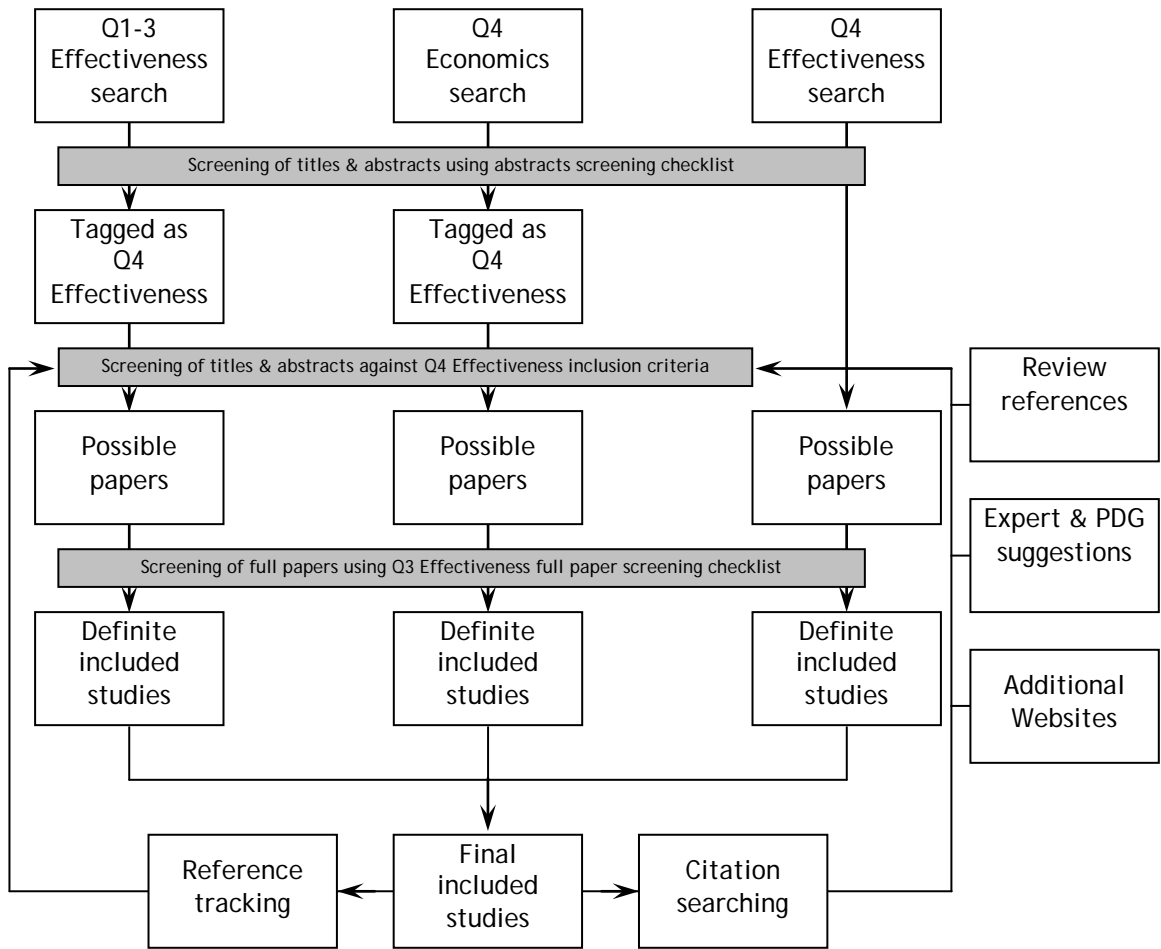 Q1-3
Effectiveness
search
Q4
Economics
search
Q4
Effectiveness
search
Screening of titles & abstracts using abstracts screening checklist
Tagged as
Q4
Effectiveness
Tagged as
Q4
Effectiveness
Screening of titles & abstracts against Q4 Effectiveness inclusion criteria
Review
references
Possible
papers
Possible
papers
Possible
papers
Expert & PDG
suggestions
Screening of full papers using Q3 Effectiveness full paper screening checklist
Definite
included
studies
Definite
included
studies
Definite
included
studies
Additional
Websites
Reference
tracking
Final
included
studies
Citation
searching